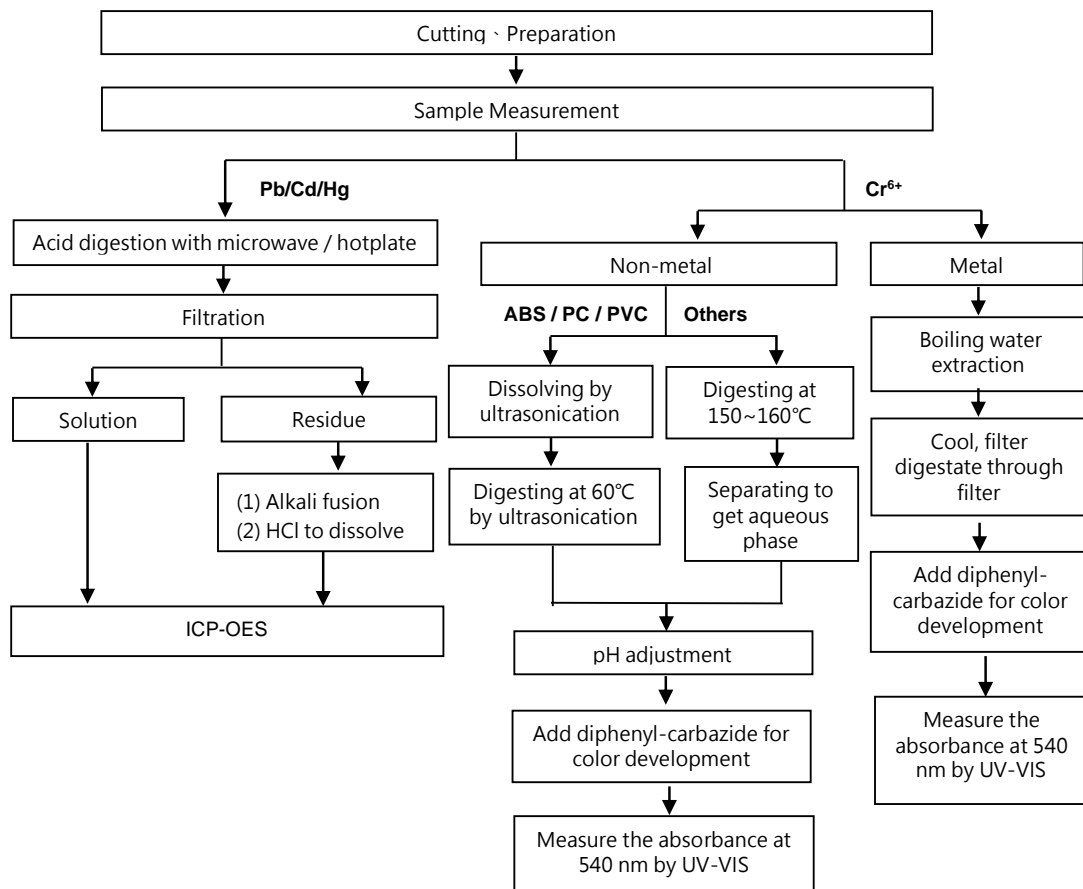 Cutting、Preparation
Sample Measurement
Pb/Cd/Hg
Cr⁶⁺
Acid digestion with microwave / hotplate
Filtration
Solution
Residue
(1) Alkali fusion
(2) HCl to dissolve
ICP-OES
Non-metal
ABS / PC / PVC
Others
Dissolving by
ultrasonication
Digesting at 60℃
by ultrasonication
Digesting at
150~160℃
Separating to
get aqueous
phase
pH adjustment
Add diphenyl-carbazide for
color development
Measure the absorbance at
540 nm by UV-VIS
Metal
Boiling water
extraction
Cool, filter
digestate through
filter
Add diphenyl-
carbazide for color
development
Measure the
absorbance at 540
nm by UV-VIS